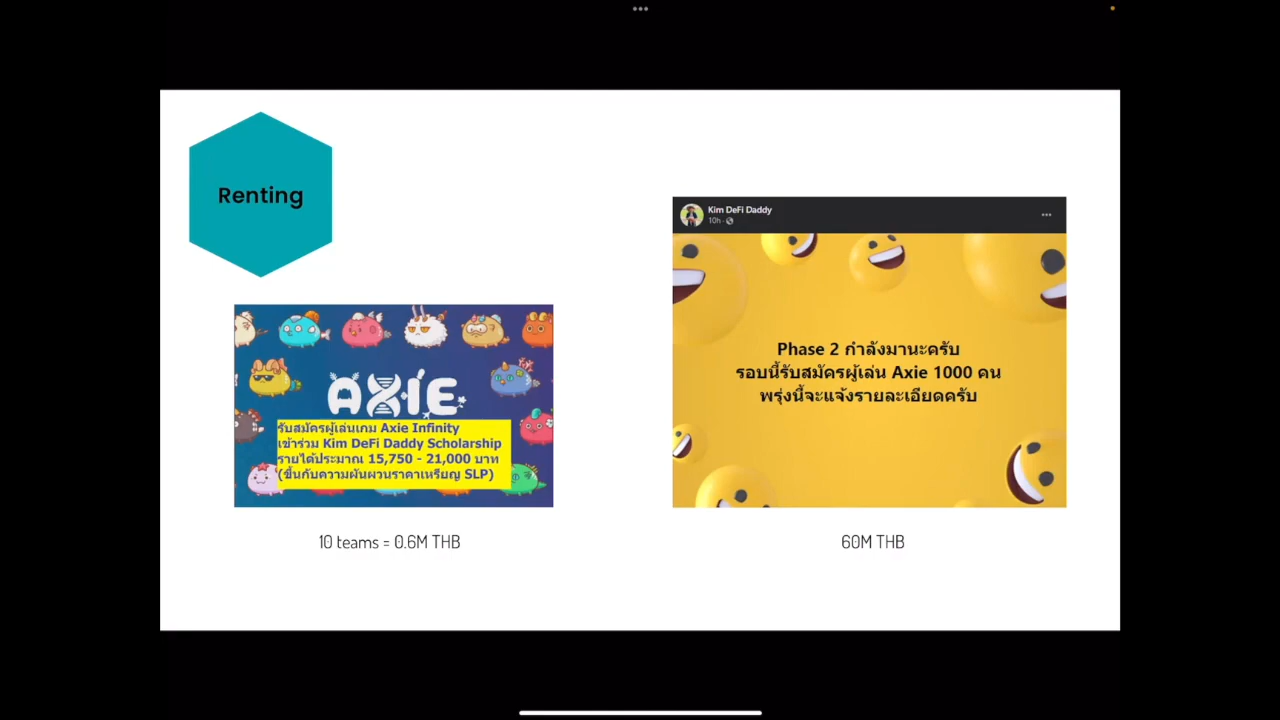 Renting
AXIE
รับสมัครผู้เล่นเกม Axie Infinity
เข้าร่วม Kim DeFi Daddy Scholarship
รายได้ประมาณ 15,750 - 21,000 บาท
(ขึ้นกับความผันผวนราคาเหรียญ SLP)
10 teams = 0.6M THB
Kim DeFi Daddy
10h ·
Phase 2 กำลังมานะครับ
รอบนี้รับสมัครผู้เล่น Axie 1000 คน
พรุ่งนี้จะแจ้งรายละเอียดครับ
60M THB